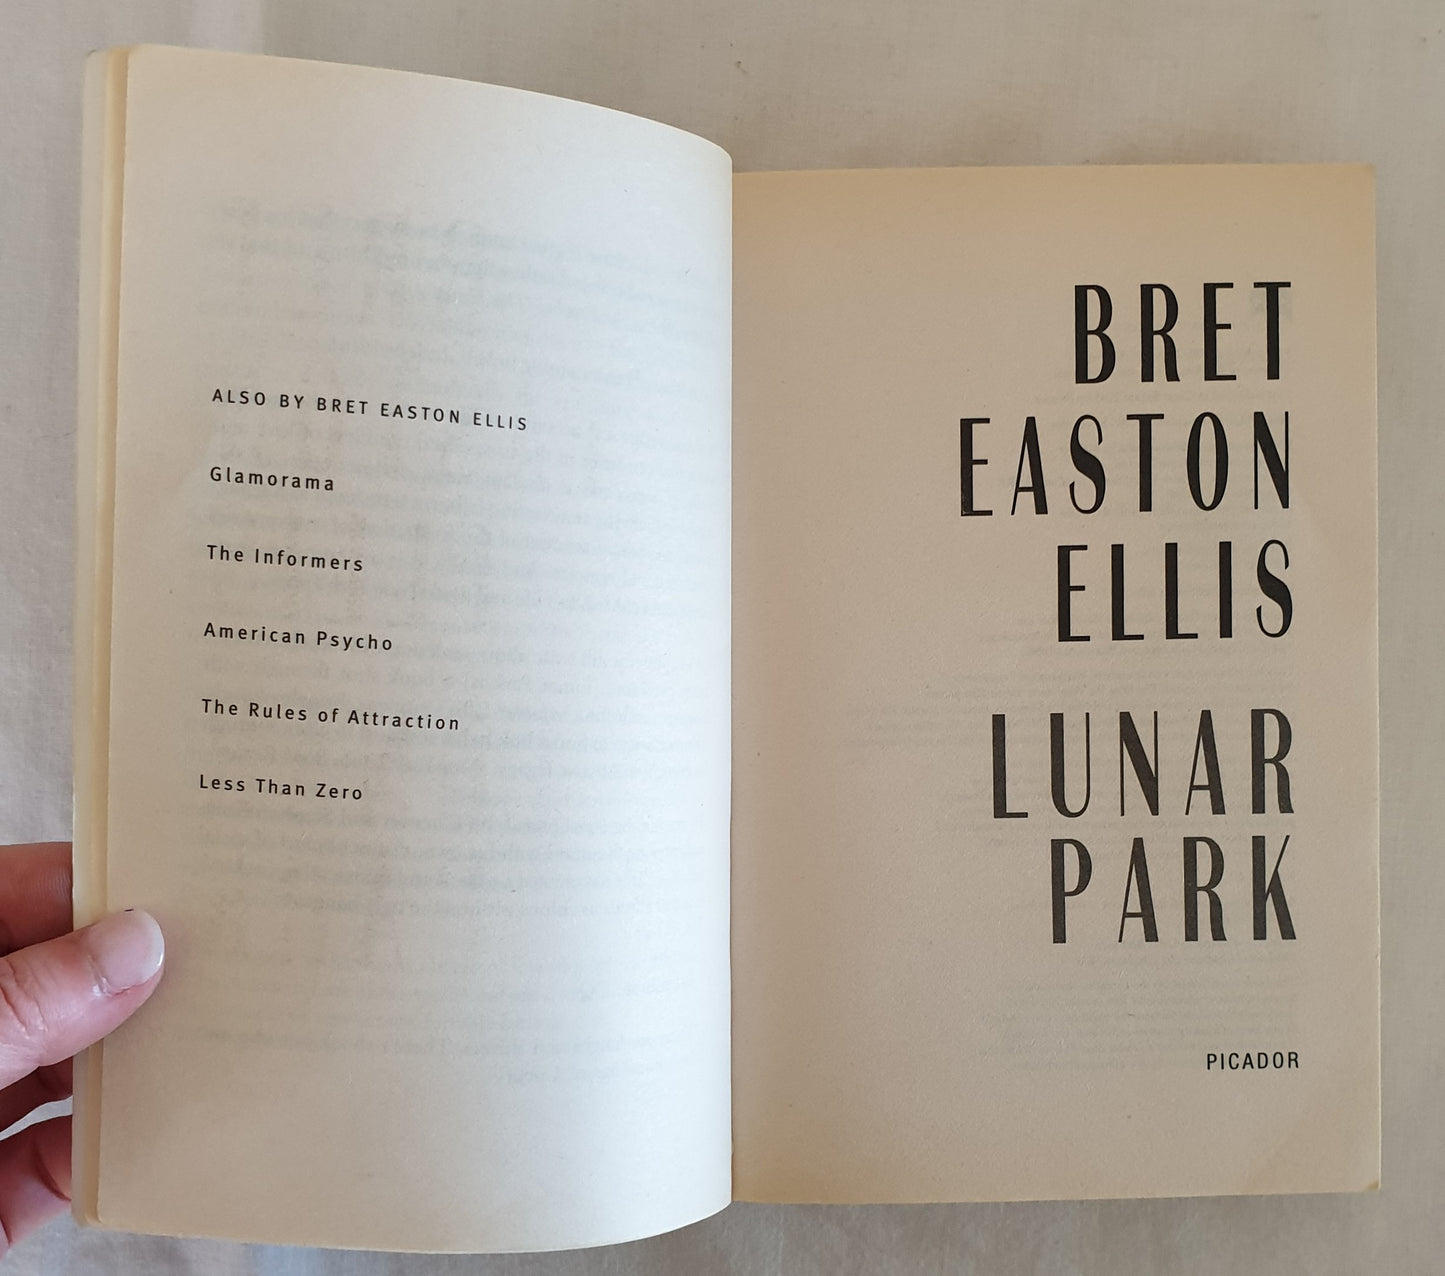 ALSO BY BRET EASTON ELLIS
Glamorama
The Informers
American Psycho
The Rules of Attraction
Less Than Zero
BRET
EASTON
ELLIS
LUNAR
PARK
PICADOR